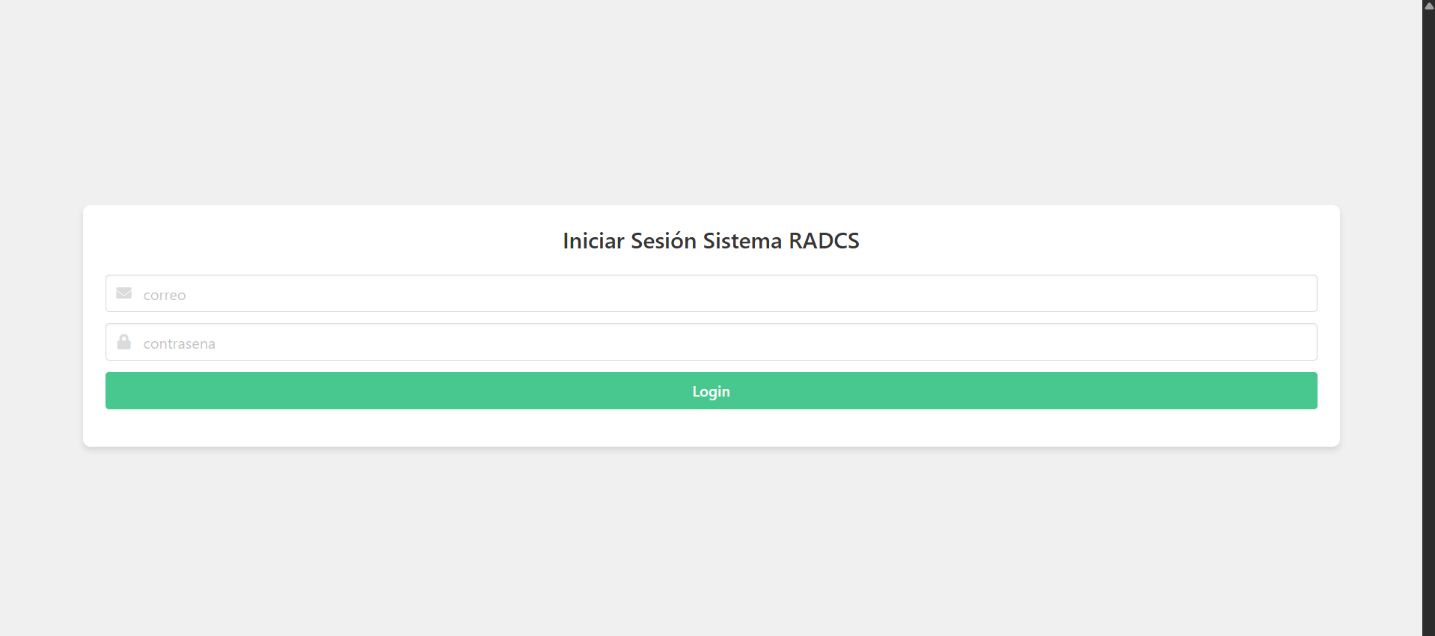 Iniciar Sesión Sistema RADCS
correo
contrasena
Login